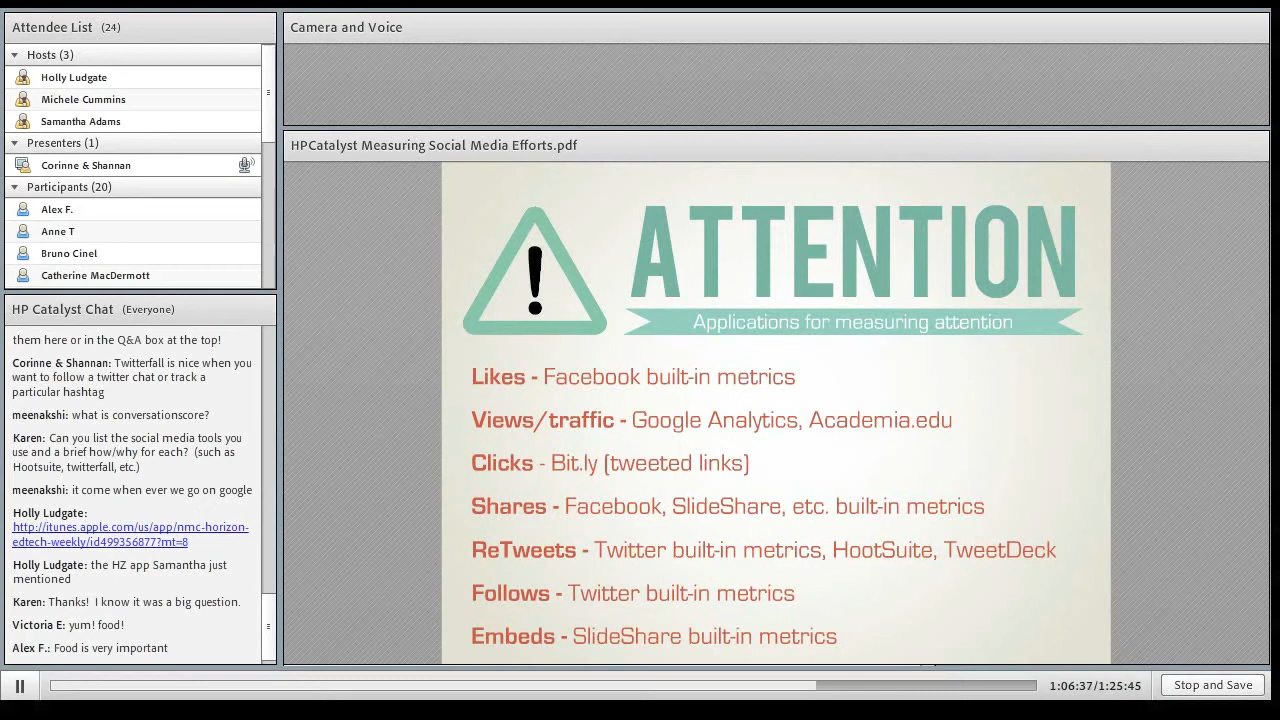 Attendee List (24)
Hosts (3)
Holly Ludgate
Michele Cummins
Samantha Adams
Presenters (1)
Corinne & Shannan
Participants (20)
Alex F.
Anne T
Bruno Cinel
Catherine MacDermott
HP Catalyst Chat (Everyone)
them here or in the Q&A box at the top!
Corinne & Shannan: Twitterfall is nice when you
want to follow a twitter chat or track a
particular hashtag
meenakshi: what is conversationscore?
Karen: Can you list the social media tools you
use and a brief how/why for each? (such as
Hootsuite, twitterfall, etc.)
meenakshi: it come when ever we go on google
Holly Ludgate:
http://itunes.apple.com/us/app/nmc-horizon-
edtech-weekly/id499356877?mt=8
Holly Ludgate: the HZ app Samantha just
mentioned
Karen: Thanks! I know it was a big question.
Victoria E: yum! food!
Alex F.: Food is very important
Camera and Voice
HPCatalyst Measuring Social Media Efforts.pdf
! ATTENTION
Applications for measuring attention
Likes - Facebook built-in metrics
Views/traffic - Google Analytics, Academia.edu
Clicks - Bit.ly (tweeted links)
Shares - Facebook, SlideShare, etc. built-in metrics
ReTweets - Twitter built-in metrics, HootSuite, TweetDeck
Follows - Twitter built-in metrics
Embeds - SlideShare built-in metrics
1:06:37/1:25:45
Stop and Save